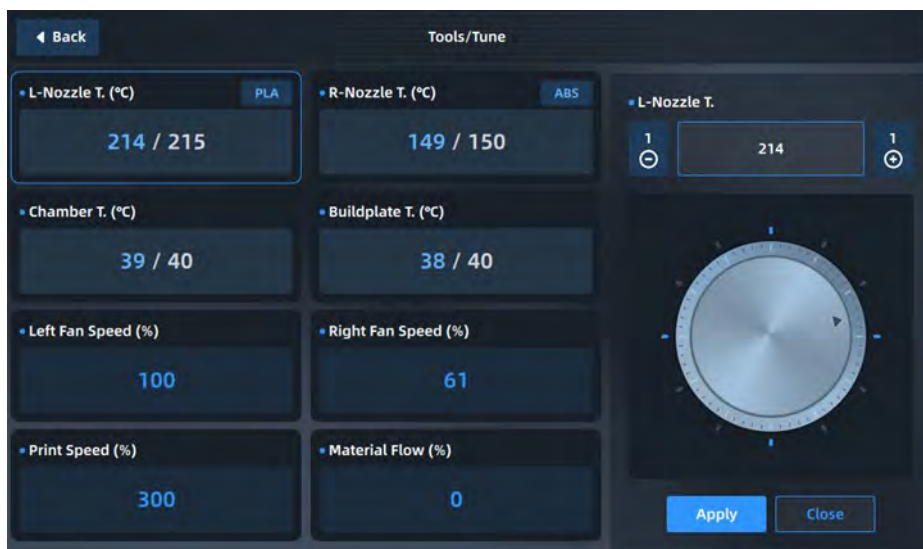 Back
Tools/Tune
L-Nozzle T. (℃) PLA
214 / 215
R-Nozzle T. (℃) ABS
149 / 150
Chamber T. (℃)
39 / 40
Buildplate T. (℃)
38 / 40
Left Fan Speed (%)
100
Right Fan Speed (%)
61
Print Speed (%)
300
Material Flow (%)
0
L-Nozzle T.
1 214 1
Apply Close